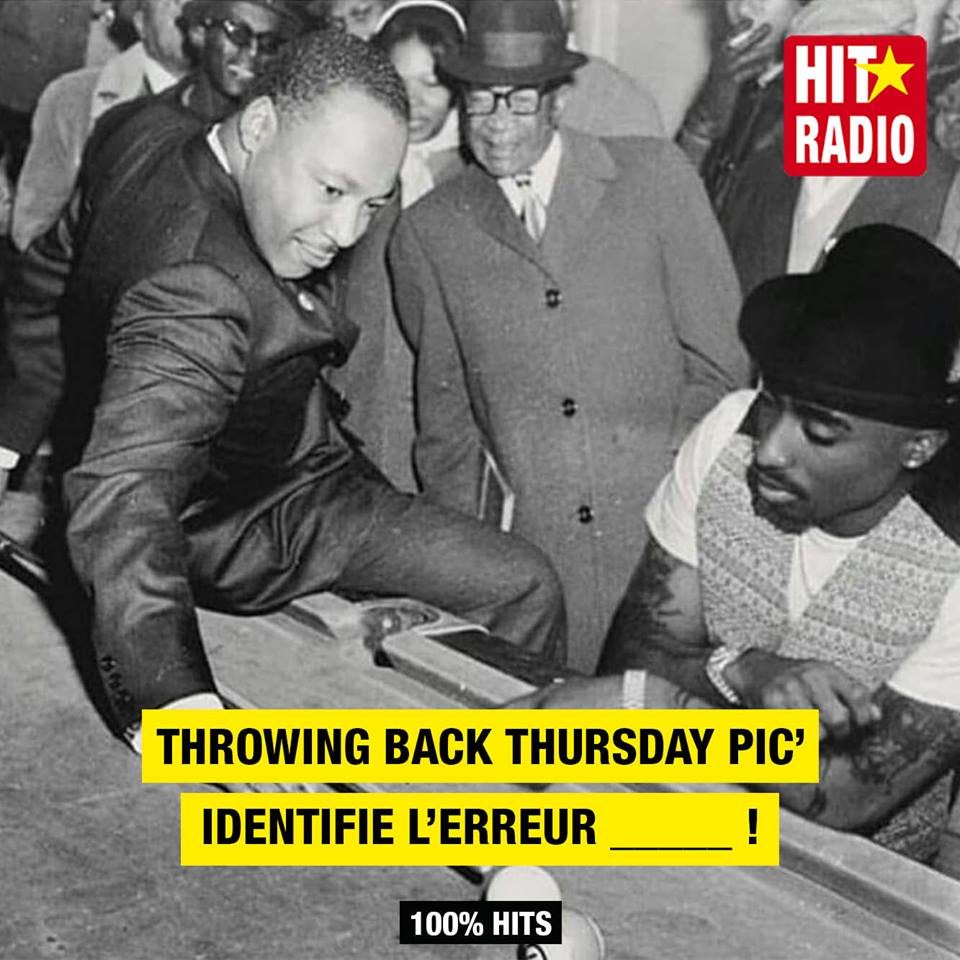 HIT
RADIO
THROWING BACK THURSDAY PIC’
IDENTIFIE L’ERREUR _____ !
100% HITS